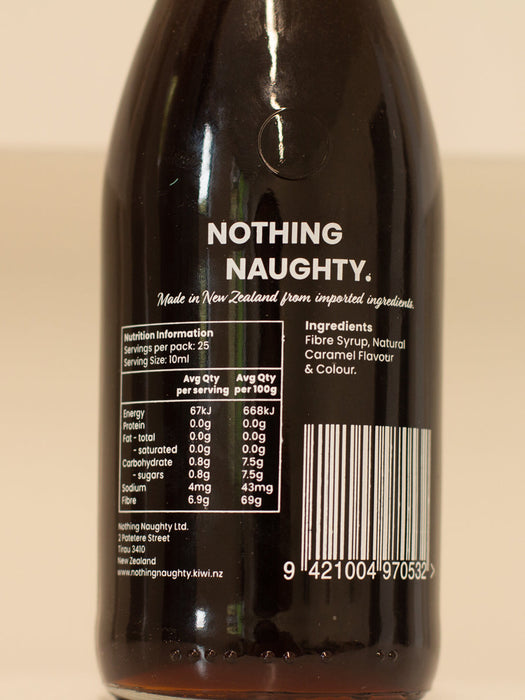 NOTHING
NAUGHTY.
Made in New Zealand from imported ingredients.
Nutrition Information
Servings per pack: 25
Serving Size: 10ml
Avg Qty Avg Qty
per serving per 100g
Energy 67kJ 668kJ
Protein 0.0g 0.0g
Fat - total 0.0g 0.0g
- saturated 0.0g 0.0g
Carbohydrate 0.8g 7.5g
- sugars 0.8g 7.5g
Sodium 4mg 43mg
Fibre 6.9g 69g
Ingredients
Fibre Syrup, Natural
Caramel Flavour
& Colour.
Nothing Naughty Ltd.
2 Patetere Street
Tirau 3410
New Zealand
www.nothingnaughty.kiwi.nz
9 421004 970532 >